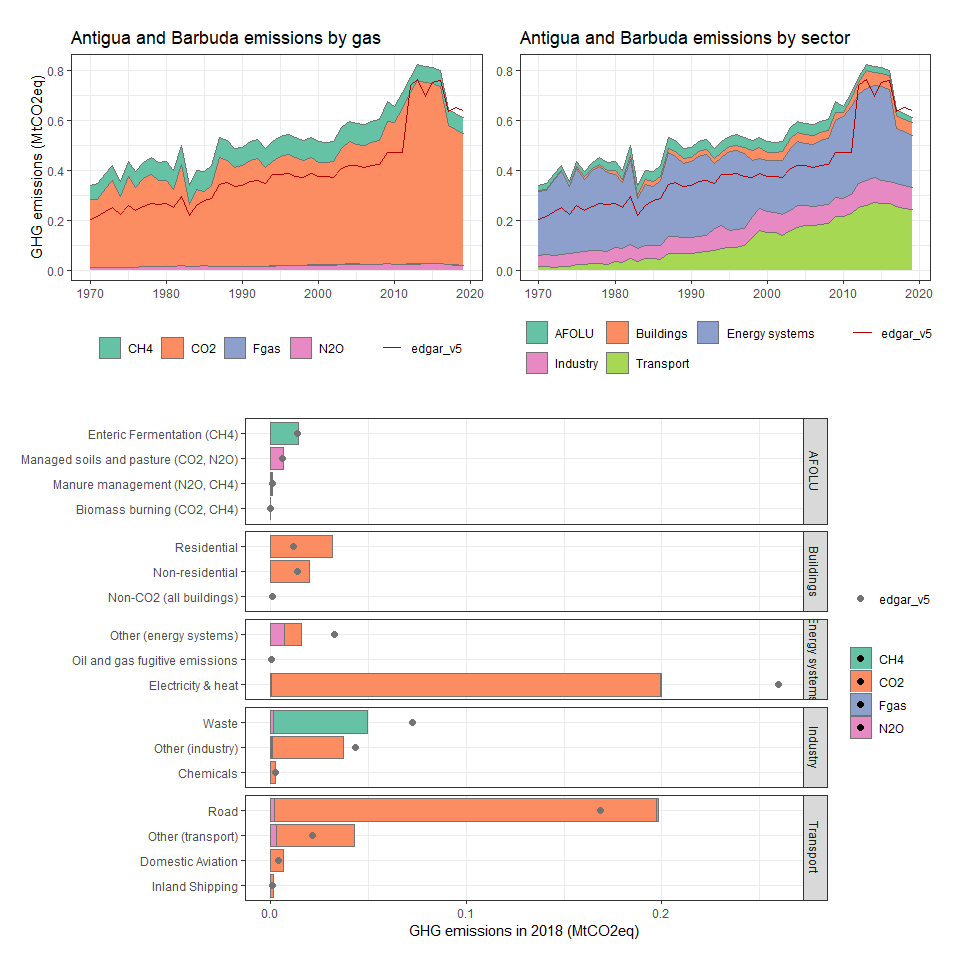 Antigua and Barbuda emissions by gas
GHG emissions (MtCO2eq)
0.8
0.6
0.4
0.2
0.0
1970 1980 1990 2000 2010 2020
CH4 CO2 Fgas N2O edgar_v5
Antigua and Barbuda emissions by sector
0.8
0.6
0.4
0.2
0.0
1970 1980 1990 2000 2010 2020
AFOLU Buildings Energy systems edgar_v5
Industry Transport
Enteric Fermentation (CH4)
Managed soils and pasture (CO2, N2O)
Manure management (N2O, CH4)
Biomass burning (CO2, CH4)
AFOLU
Residential
Non-residential
Non-CO2 (all buildings)
Buildings
Other (energy systems)
Oil and gas fugitive emissions
Electricity & heat
Energy systems
Waste
Other (industry)
Chemicals
Industry
Road
Other (transport)
Domestic Aviation
Inland Shipping
Transport
0.0 0.1 0.2
GHG emissions in 2018 (MtCO2eq)
edgar_v5
CH4
CO2
Fgas
N2O